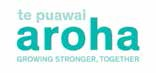 te puawai
aroha
GROWING STRONGER, TOGETHER